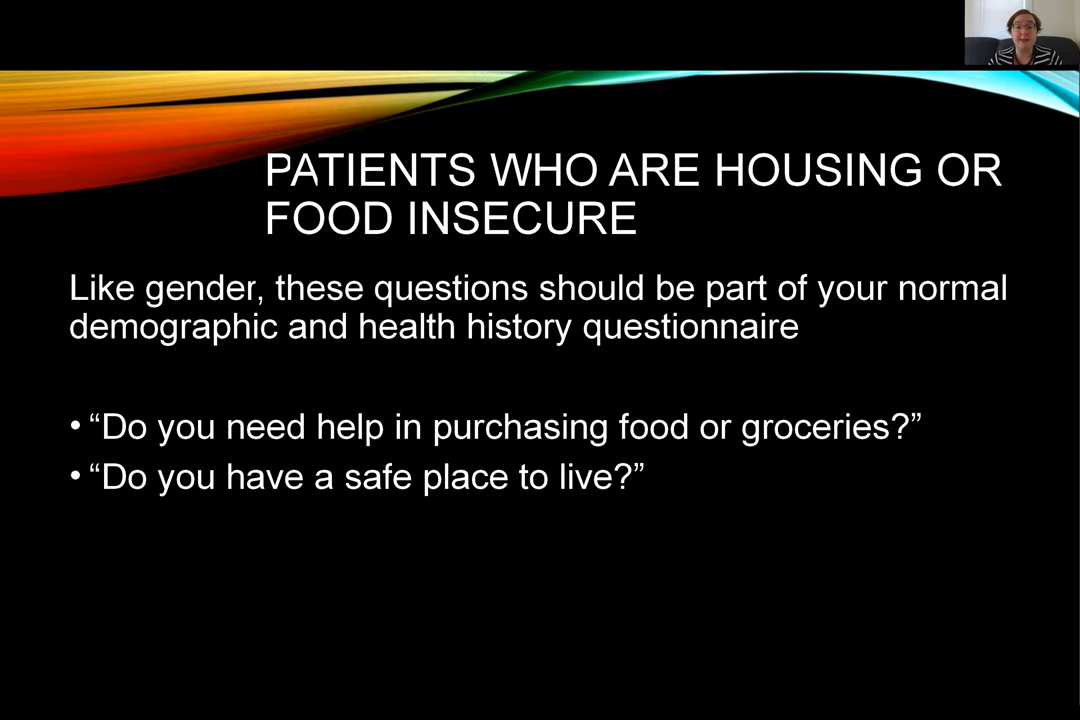 PATIENTS WHO ARE HOUSING OR
FOOD INSECURE
Like gender, these questions should be part of your normal
demographic and health history questionnaire
• “Do you need help in purchasing food or groceries?”
• “Do you have a safe place to live?”